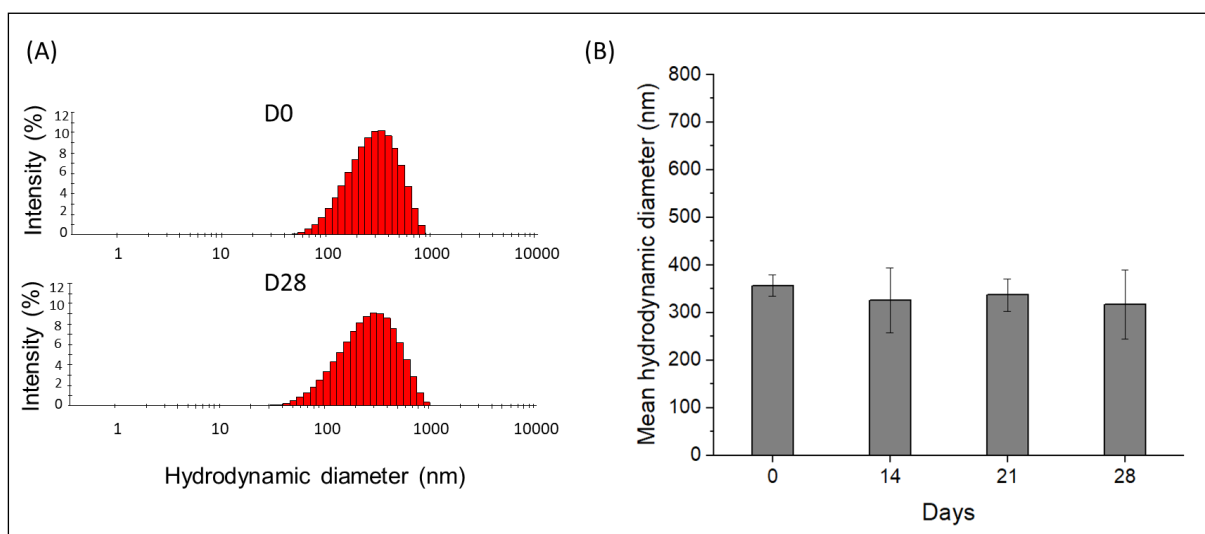 (A)
D0
Intensity (%)
12
10
8
6
4
2
0
1 10 100 1000 10000
D28
Intensity (%)
12
10
8
6
4
2
0
1 10 100 1000 10000
Hydrodynamic diameter (nm)
(B)
Mean hydrodynamic diameter (nm)
800
700
600
500
400
300
200
100
0
0 14 21 28
Days